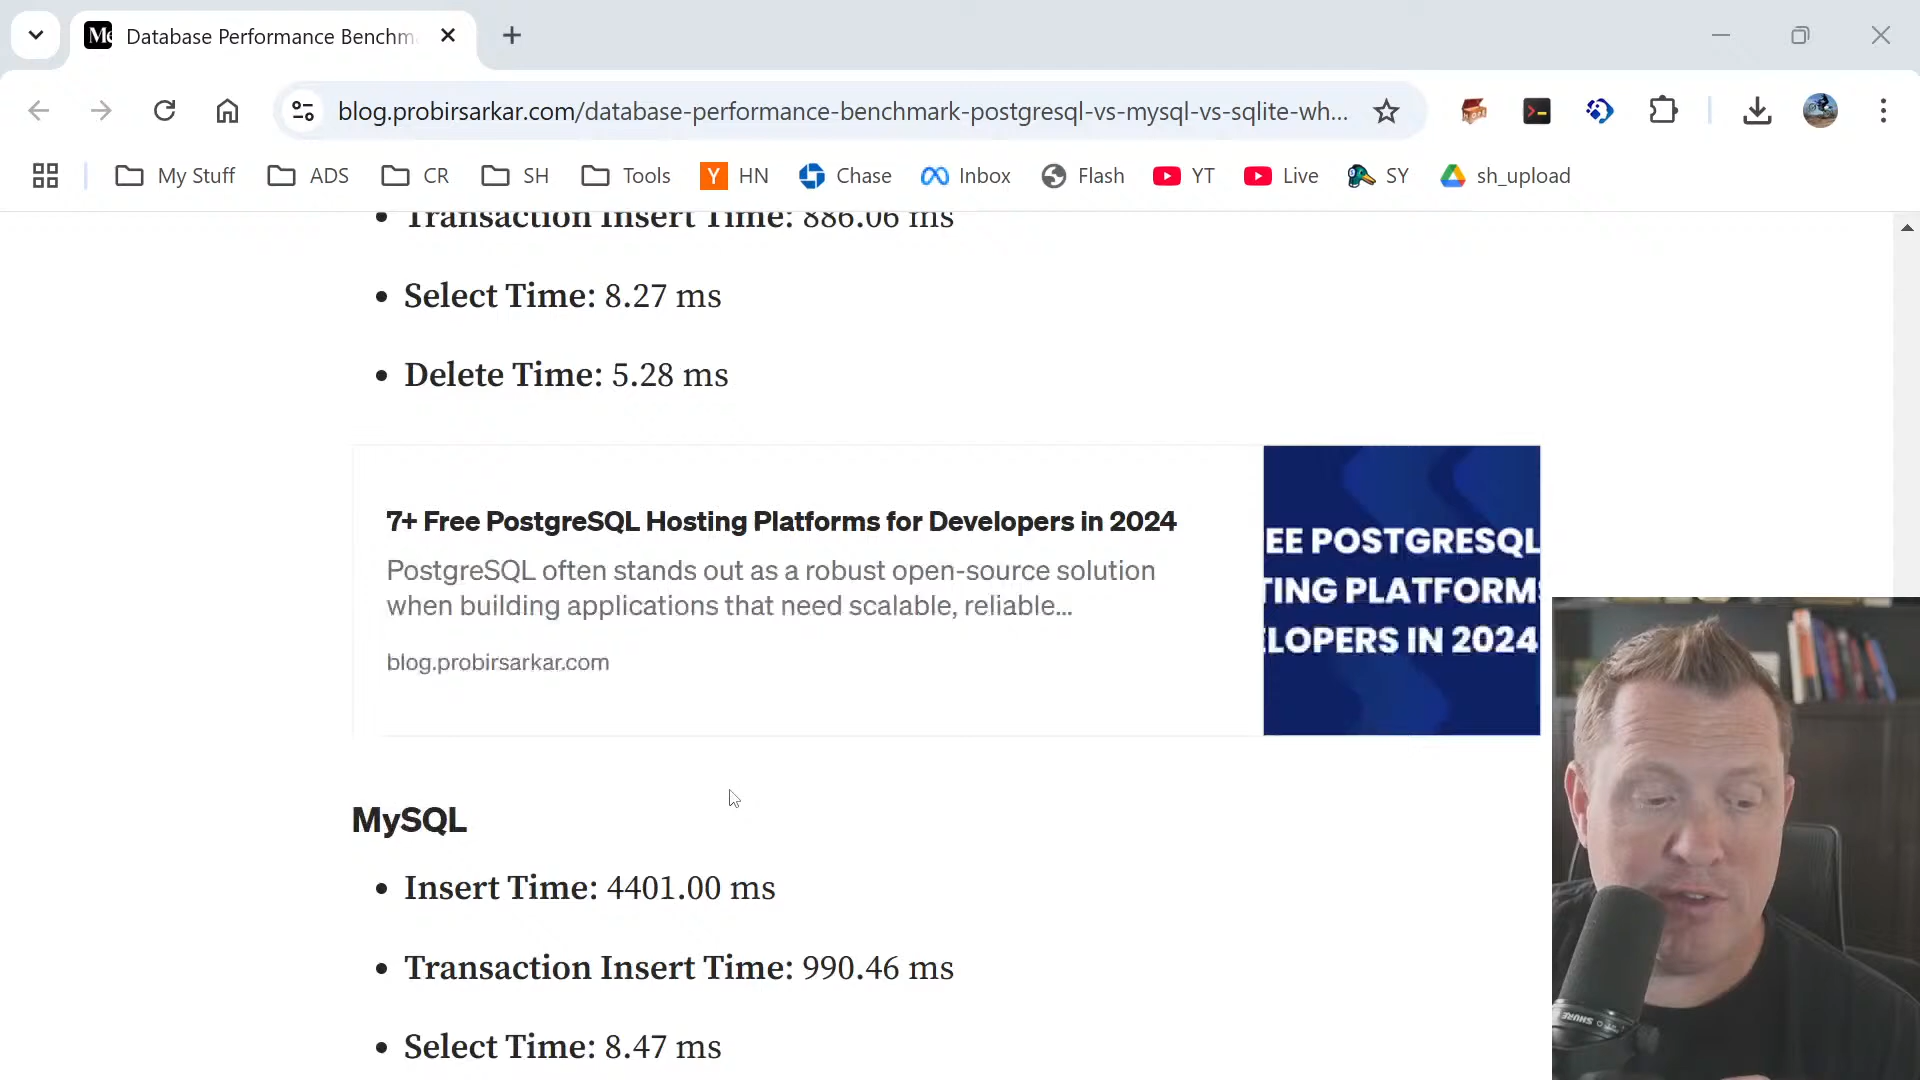 Me
Database Performance Benchm
blog.probirsarkar.com/database-performance-benchmark-postgresql-vs-mysql-vs-sqlite-wh...
My Stuff
ADS
CR
SH
Tools
Y HN
Chase
Inbox
Flash
YT
Live
SY
sh_upload
• Transaction Insert Time: 886.06 ms
• Select Time: 8.27 ms
• Delete Time: 5.28 ms
7+ Free PostgreSQL Hosting Platforms for Developers in 2024
PostgreSQL often stands out as a robust open-source solution
when building applications that need scalable, reliable...
blog.probirsarkar.com
EE POSTGRESQL
TING PLATFORMS
ELOPERS IN 2024
MySQL
• Insert Time: 4401.00 ms
• Transaction Insert Time: 990.46 ms
• Select Time: 8.47 ms
SHURE